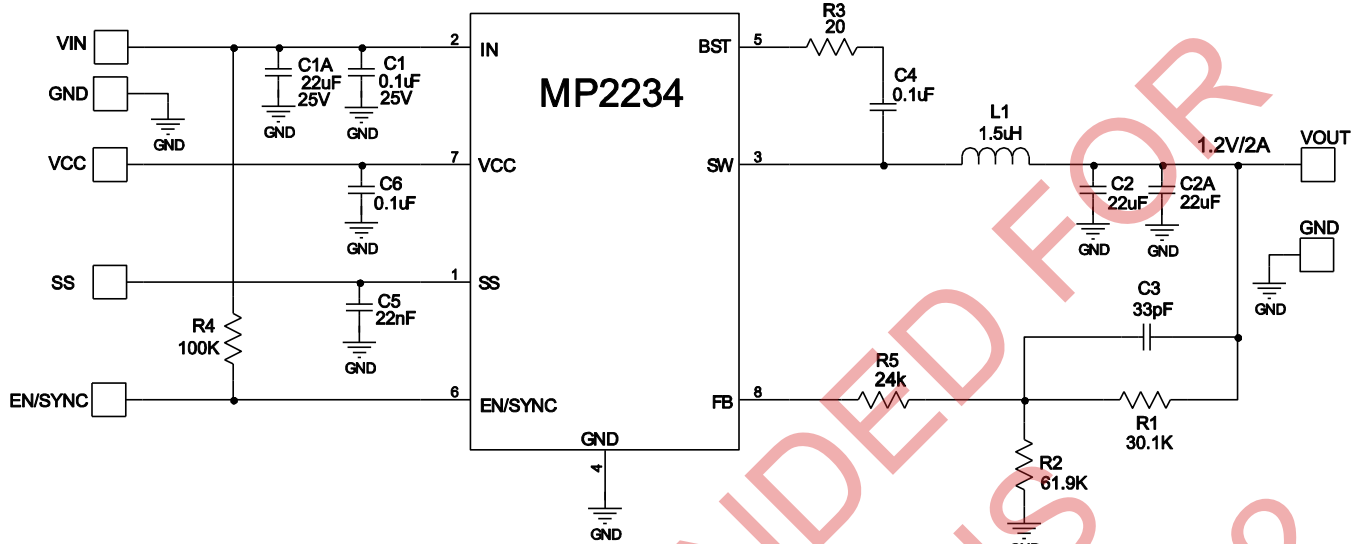 VIN
2
IN
C1A
22uF
25V
C1
0.1uF
25V
GND
GND
GND
GND
VCC
7
VCC
C6
0.1uF
GND
SS
1
SS
C5
22nF
GND
R4
100K
EN/SYNC
6
EN/SYNC
MP2234
GND
4
GND
BST
5
R3
20
C4
0.1uF
SW
3
L1
1.5uH
1.2V/2A
VOUT
C2
22uF
GND
C2A
22uF
GND
GND
GND
C3
33pF
FB
8
R5
24k
R1
30.1K
R2
61.9K
GND
FOR
NDED